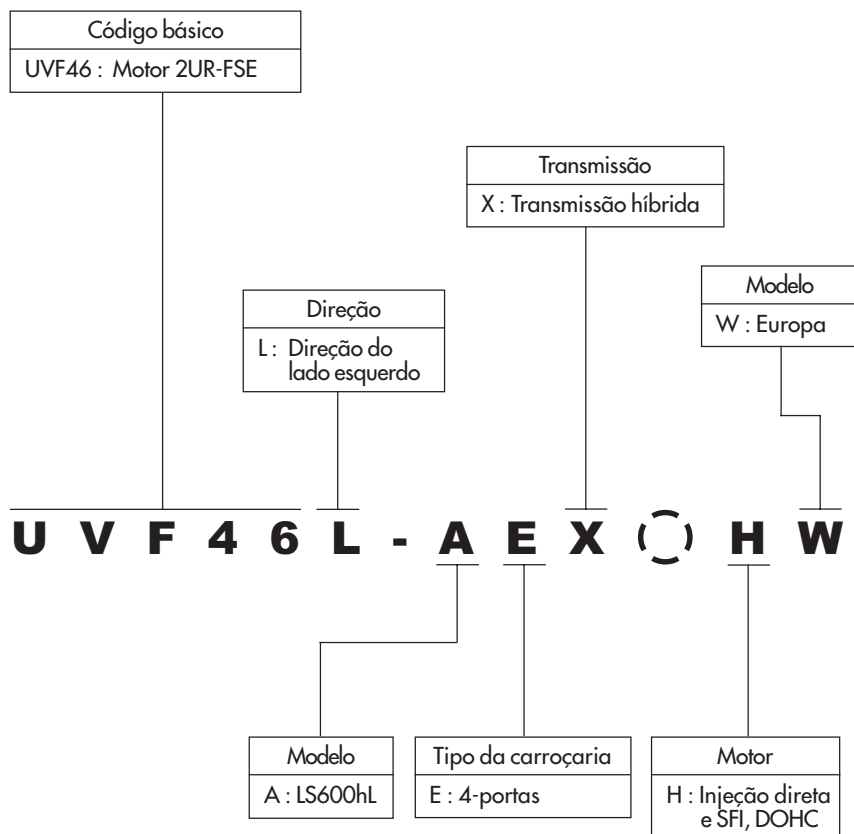 Código básico
UVF46 : Motor 2UR-FSE
Transmissão
X : Transmissão híbrida
Modelo
W : Europa
Direção
L : Direção do
lado esquerdo
U V F 4 6 L - A E X H W
Modelo
A : LS600hL
Tipo da carroçaria
E : 4-portas
Motor
H : Injeção direta
e SFI, DOHC